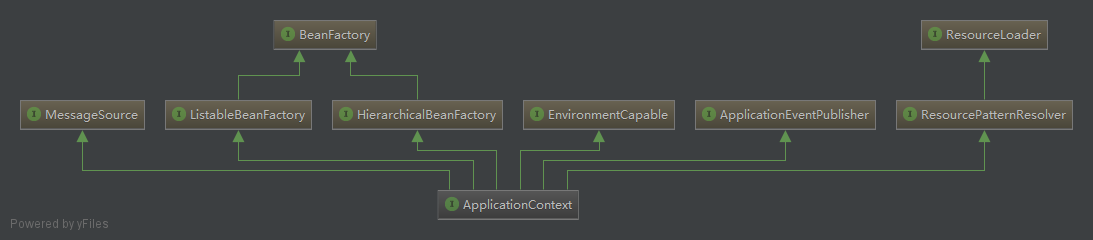 BeanFactory
ResourceLoader
MessageSource
ListableBeanFactory
HierarchicalBeanFactory
EnvironmentCapable
ApplicationEventPublisher
ResourcePatternResolver
ApplicationContext
Powered by yFiles